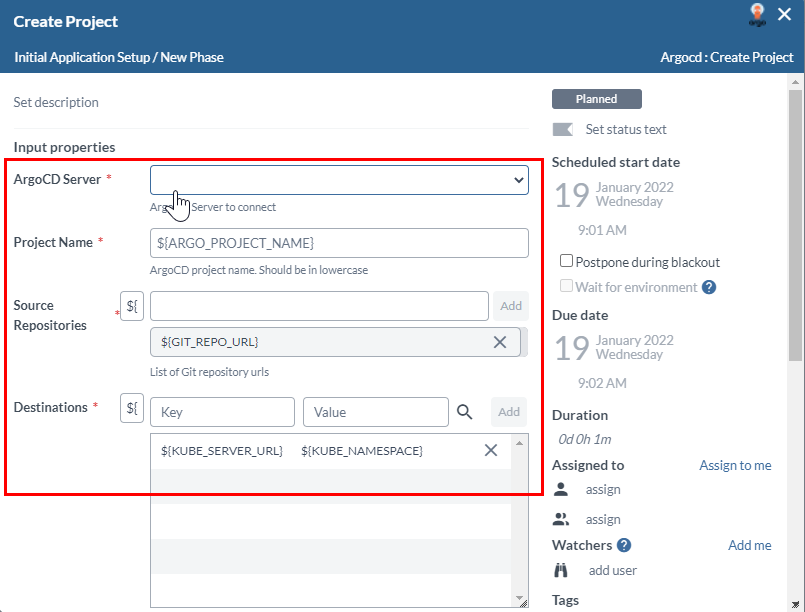 Create Project
argo
Initial Application Setup / New Phase
Argocd : Create Project
Set description
Input properties
ArgoCD Server *
Server to connect
Project Name *
${ARGO_PROJECT_NAME}
ArgoCD project name. Should be in lowercase
Source
Repositories
*
${
Add
${GIT_REPO_URL}
List of Git repository urls
Destinations *
${
Key
Value
Add
${KUBE_SERVER_URL} ${KUBE_NAMESPACE}
Planned
Set status text
Scheduled start date
19
January 2022
Wednesday
9:01 AM
Postpone during blackout
Wait for environment ?
Due date
19
January 2022
Wednesday
9:02 AM
Duration
0d 0h 1m
Assigned to
Assign to me
assign
assign
Watchers ?
Add me
add user
Tags